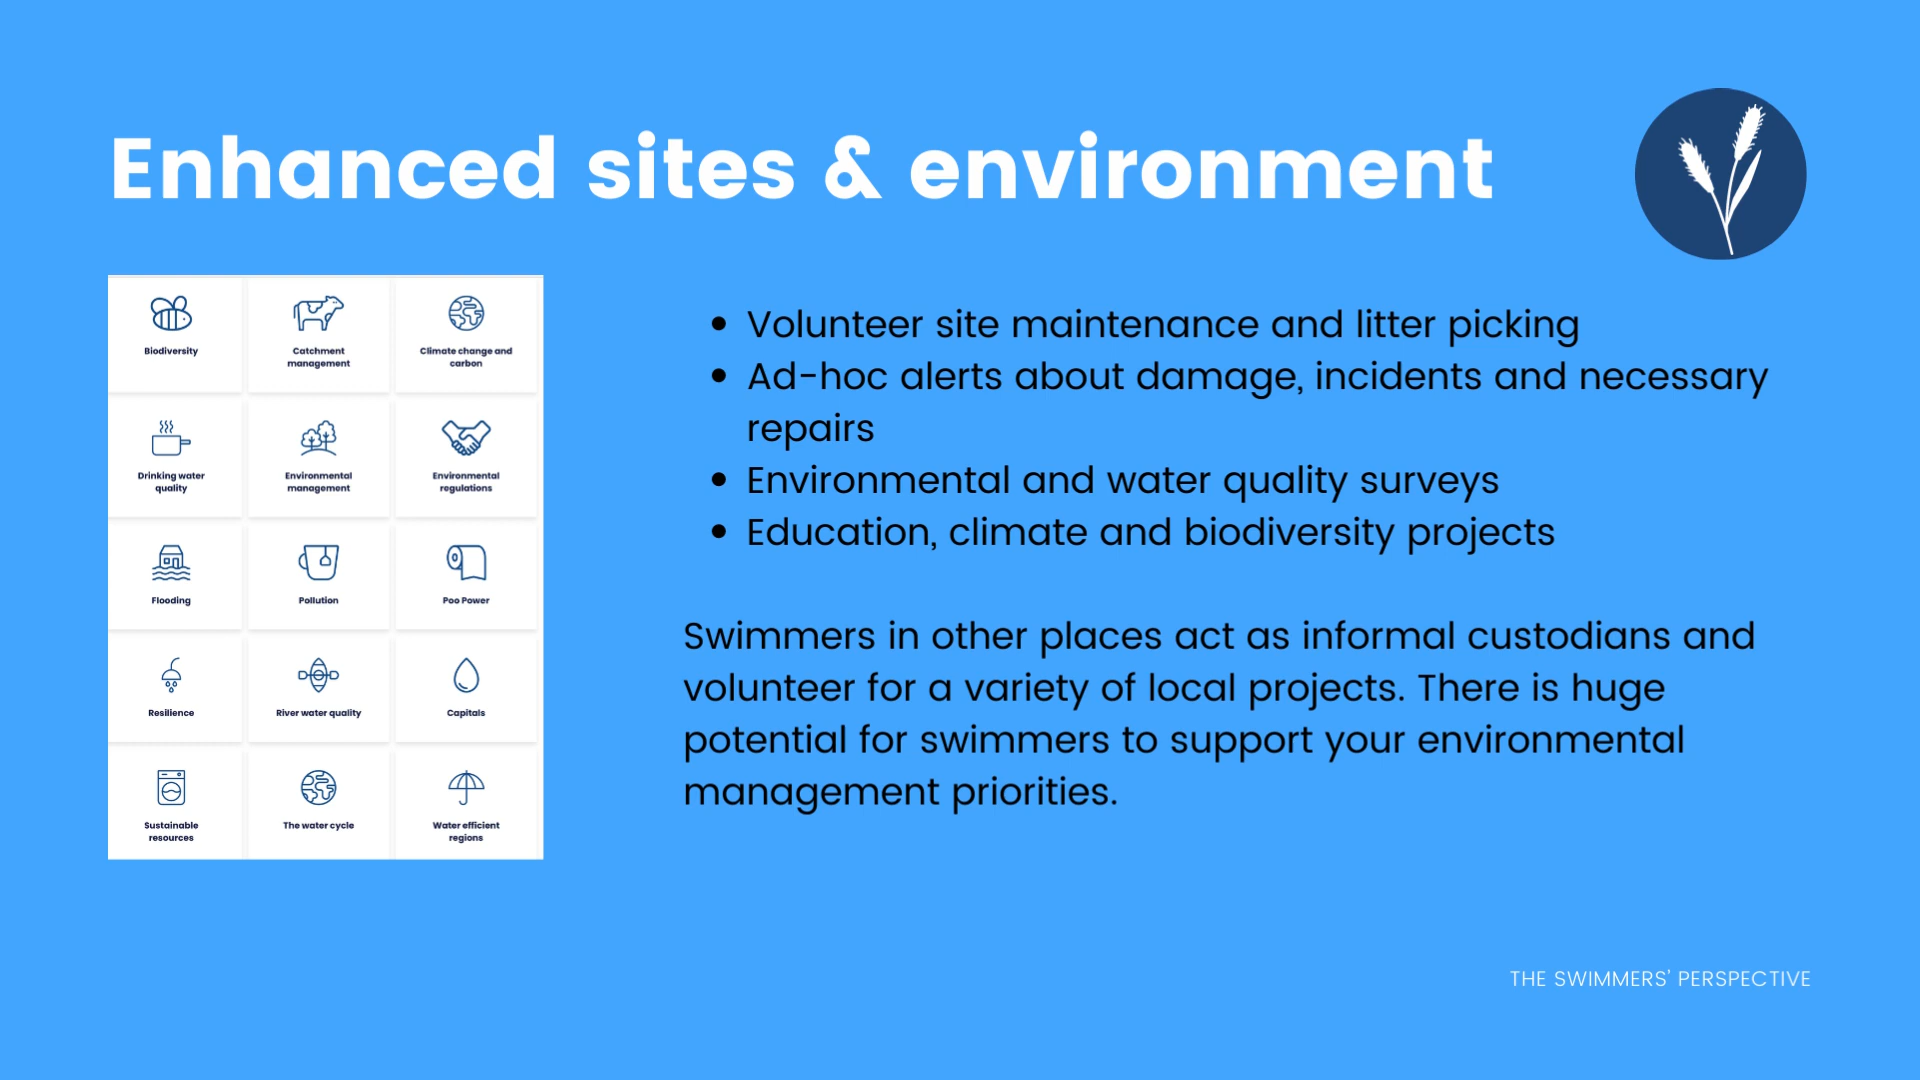 Enhanced sites & environment
Biodiversity
Catchment
management
Climate change and
carbon
Drinking water
quality
Environmental
management
Environmental
regulations
Flooding
Pollution
Poo Power
Resilience
River water quality
Capitals
Sustainable
resources
The water cycle
Water efficient
regions
• Volunteer site maintenance and litter picking
• Ad-hoc alerts about damage, incidents and necessary
repairs
• Environmental and water quality surveys
• Education, climate and biodiversity projects
Swimmers in other places act as informal custodians and
volunteer for a variety of local projects. There is huge
potential for swimmers to support your environmental
management priorities.
THE SWIMMERS' PERSPECTIVE